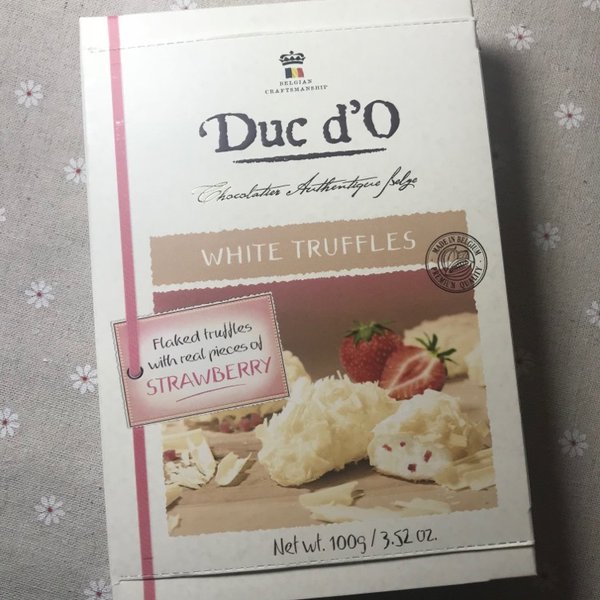 BELGIAN
CRAFTSMANSHIP
Duc d'O
Chocolatier Authentique belge
WHITE TRUFFLES
MADE IN BELGIUM
PREMIUM QUALITY
Flaked truffles
with real pieces of
STRAWBERRY
Net wt. 100g / 3.52 oz.